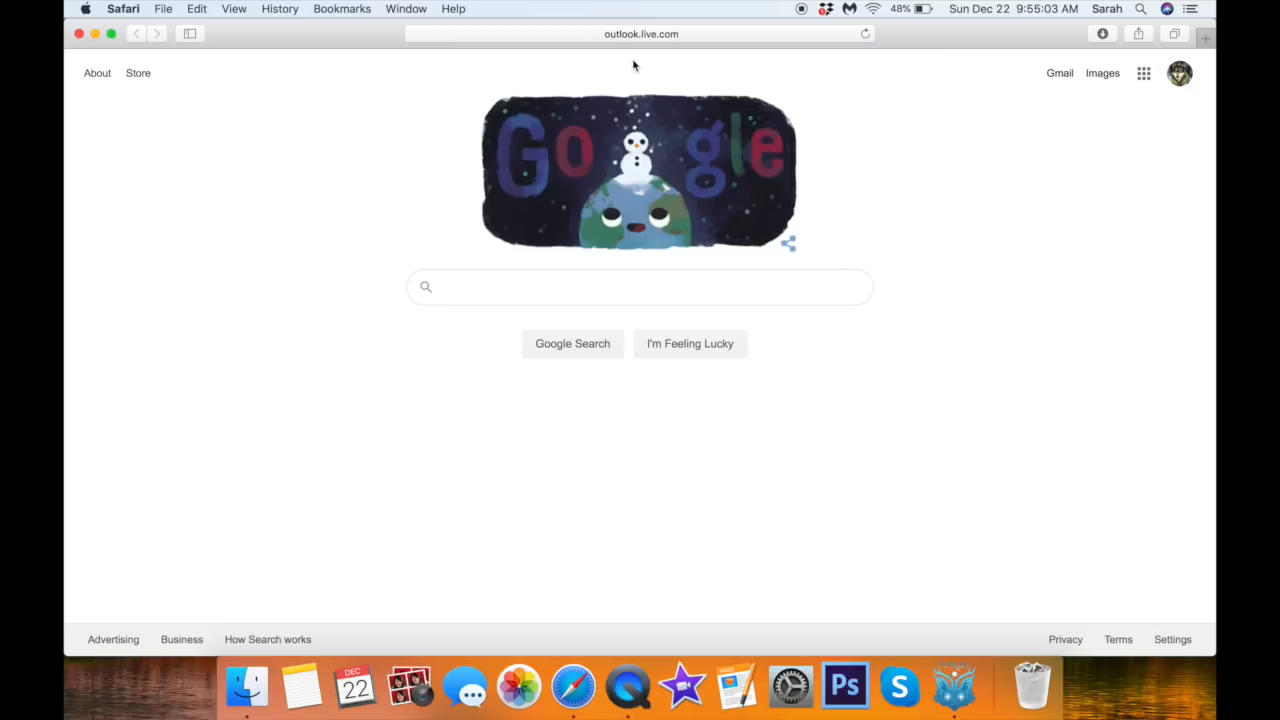 Safari File Edit View History Bookmarks Window Help 48% Sun Dec 22 9:55:03 AM Sarah
outlook.live.com
About Store Gmail Images
Google
Google Search I'm Feeling Lucky
Advertising Business How Search works Privacy Terms Settings
DEC
22
Ps
S